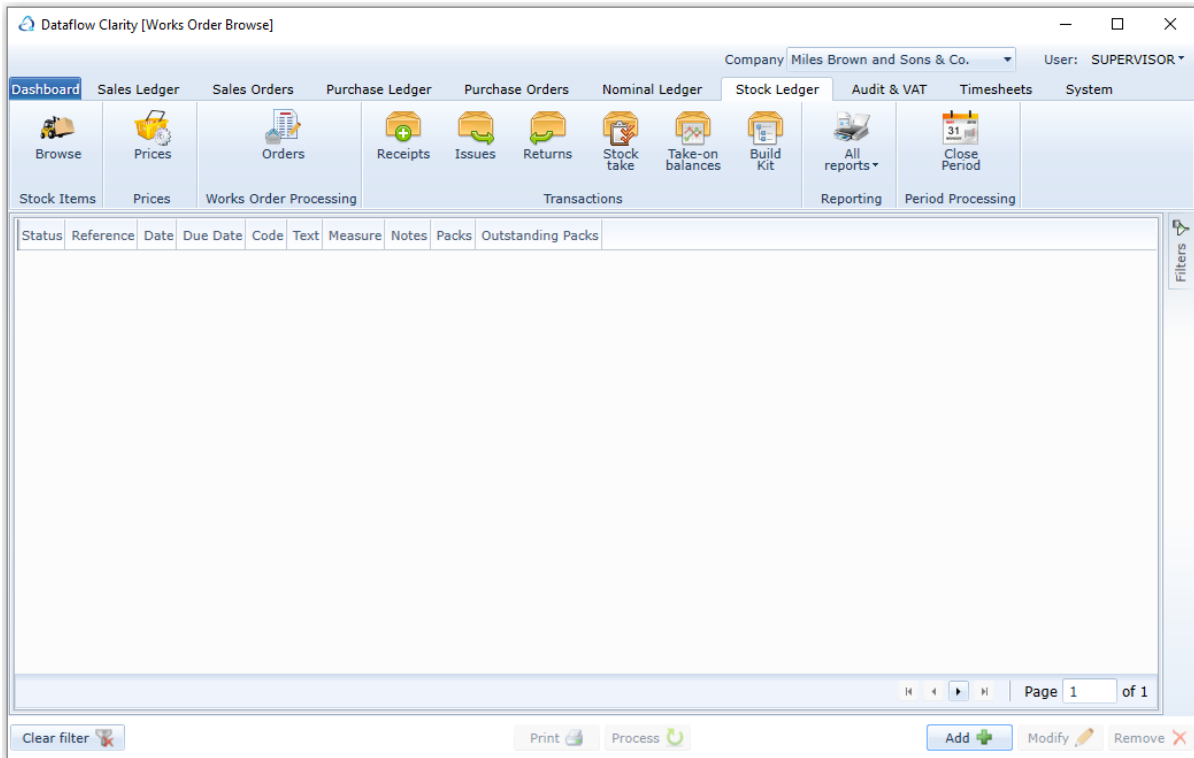 Dataflow Clarity [Works Order Browse]
Company Miles Brown and Sons & Co. User: SUPERVISOR
Dashboard Sales Ledger Sales Orders Purchase Ledger Purchase Orders Nominal Ledger Stock Ledger Audit & VAT Timesheets System
31
Browse Prices Orders Receipts Issues Returns Stock Take-on Build All Close
take balances Kit reports Period
Stock Items Prices Works Order Processing Transactions Reporting Period Processing
Status Reference Date Due Date Code Text Measure Notes Packs Outstanding Packs
Filters
Page 1 of 1
Clear filter Print Process Add Modify Remove